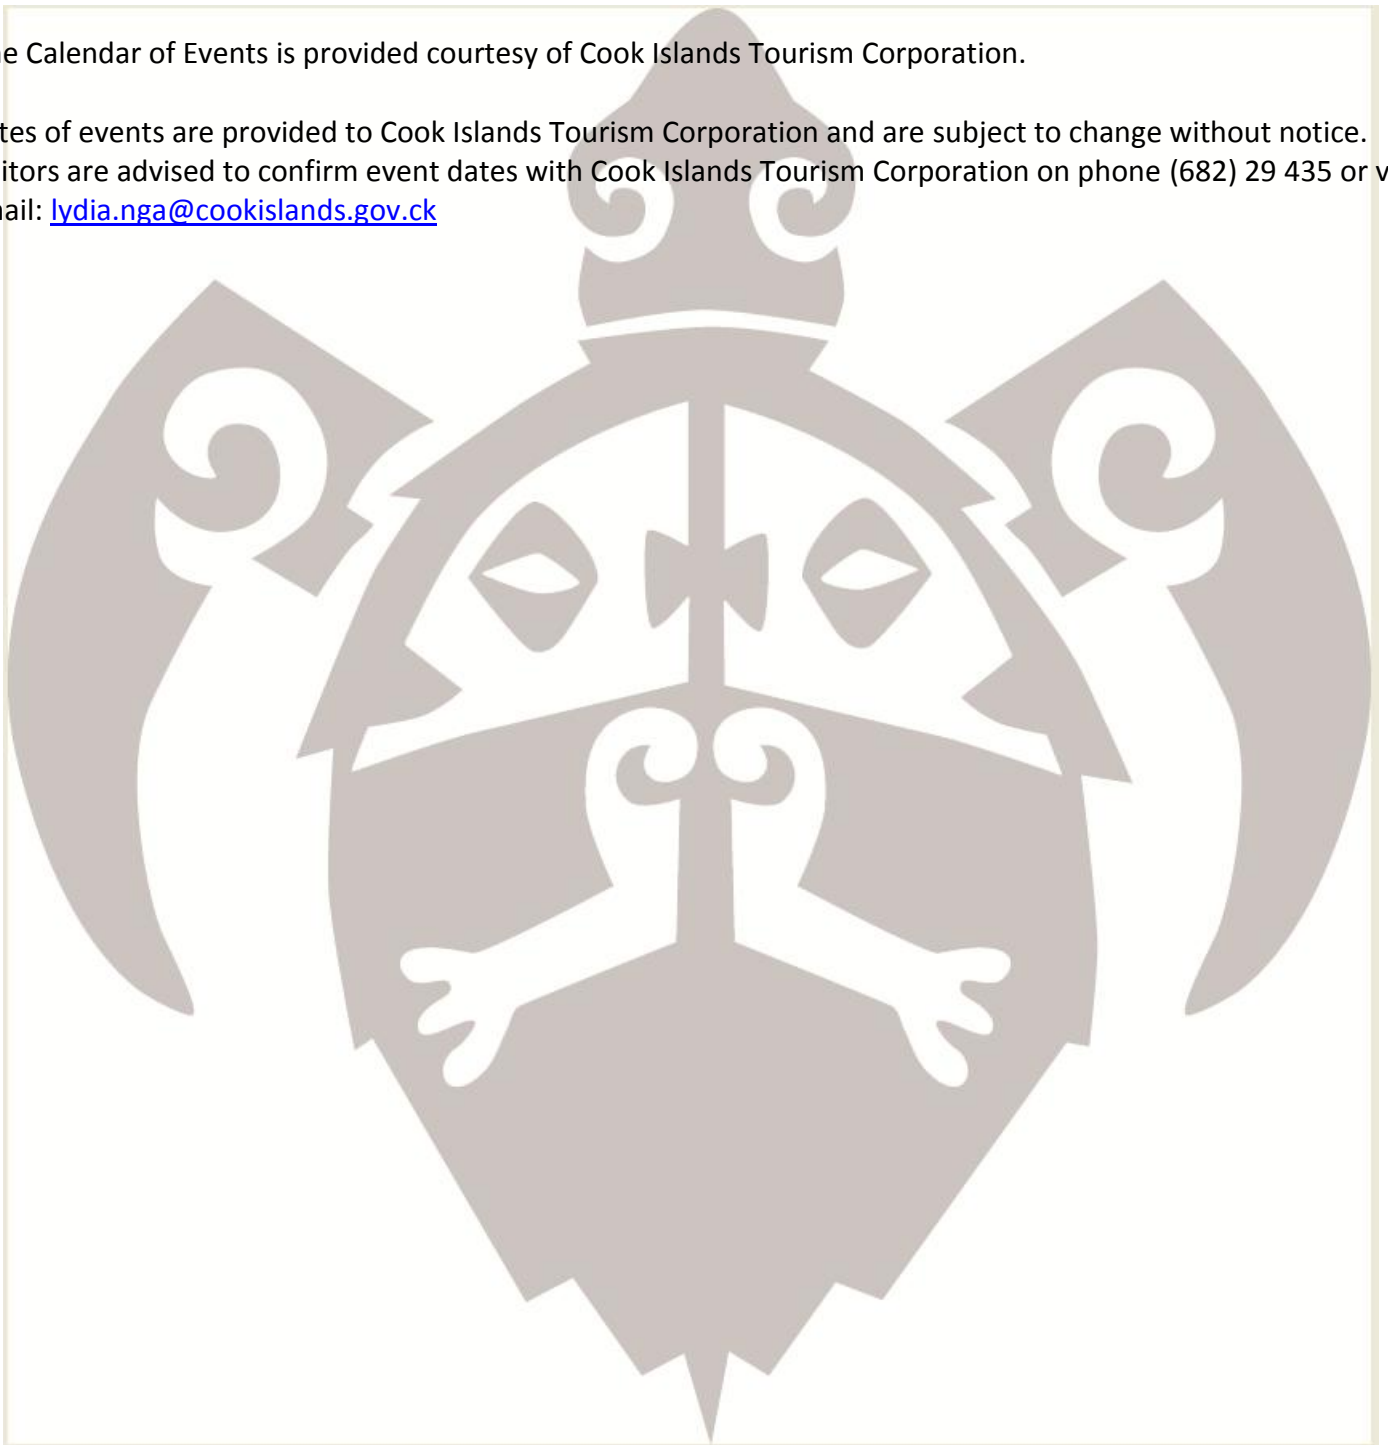 e Calendar of Events is provided courtesy of Cook Islands Tourism Corporation.
tes of events are provided to Cook Islands Tourism Corporation and are subject to change without notice.
itors are advised to confirm event dates with Cook Islands Tourism Corporation on phone (682) 29 435 or v
ail: lydia.nga@cookislands.gov.ck